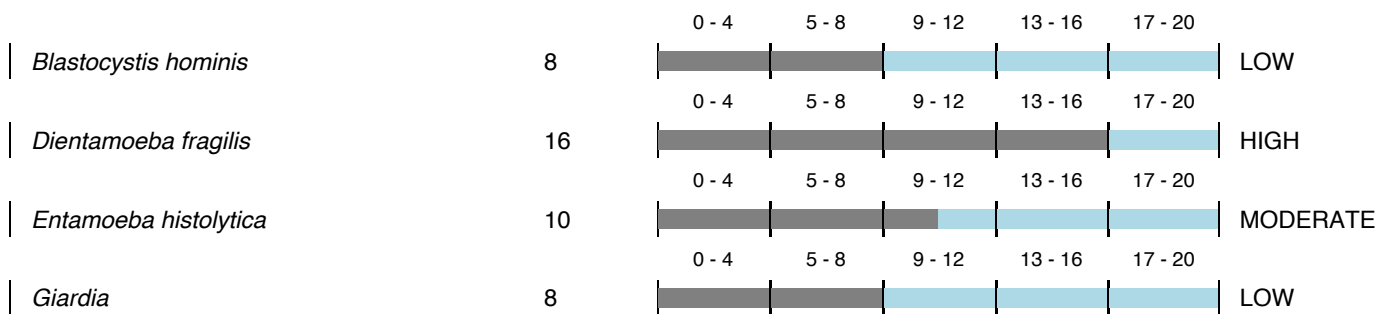 0 - 4 5 - 8 9 - 12 13 - 16 17 - 20
Blastocystis hominis 8 LOW
0 - 4 5 - 8 9 - 12 13 - 16 17 - 20
Dientamoeba fragilis 16 HIGH
0 - 4 5 - 8 9 - 12 13 - 16 17 - 20
Entamoeba histolytica 10 MODERATE
0 - 4 5 - 8 9 - 12 13 - 16 17 - 20
Giardia 8 LOW